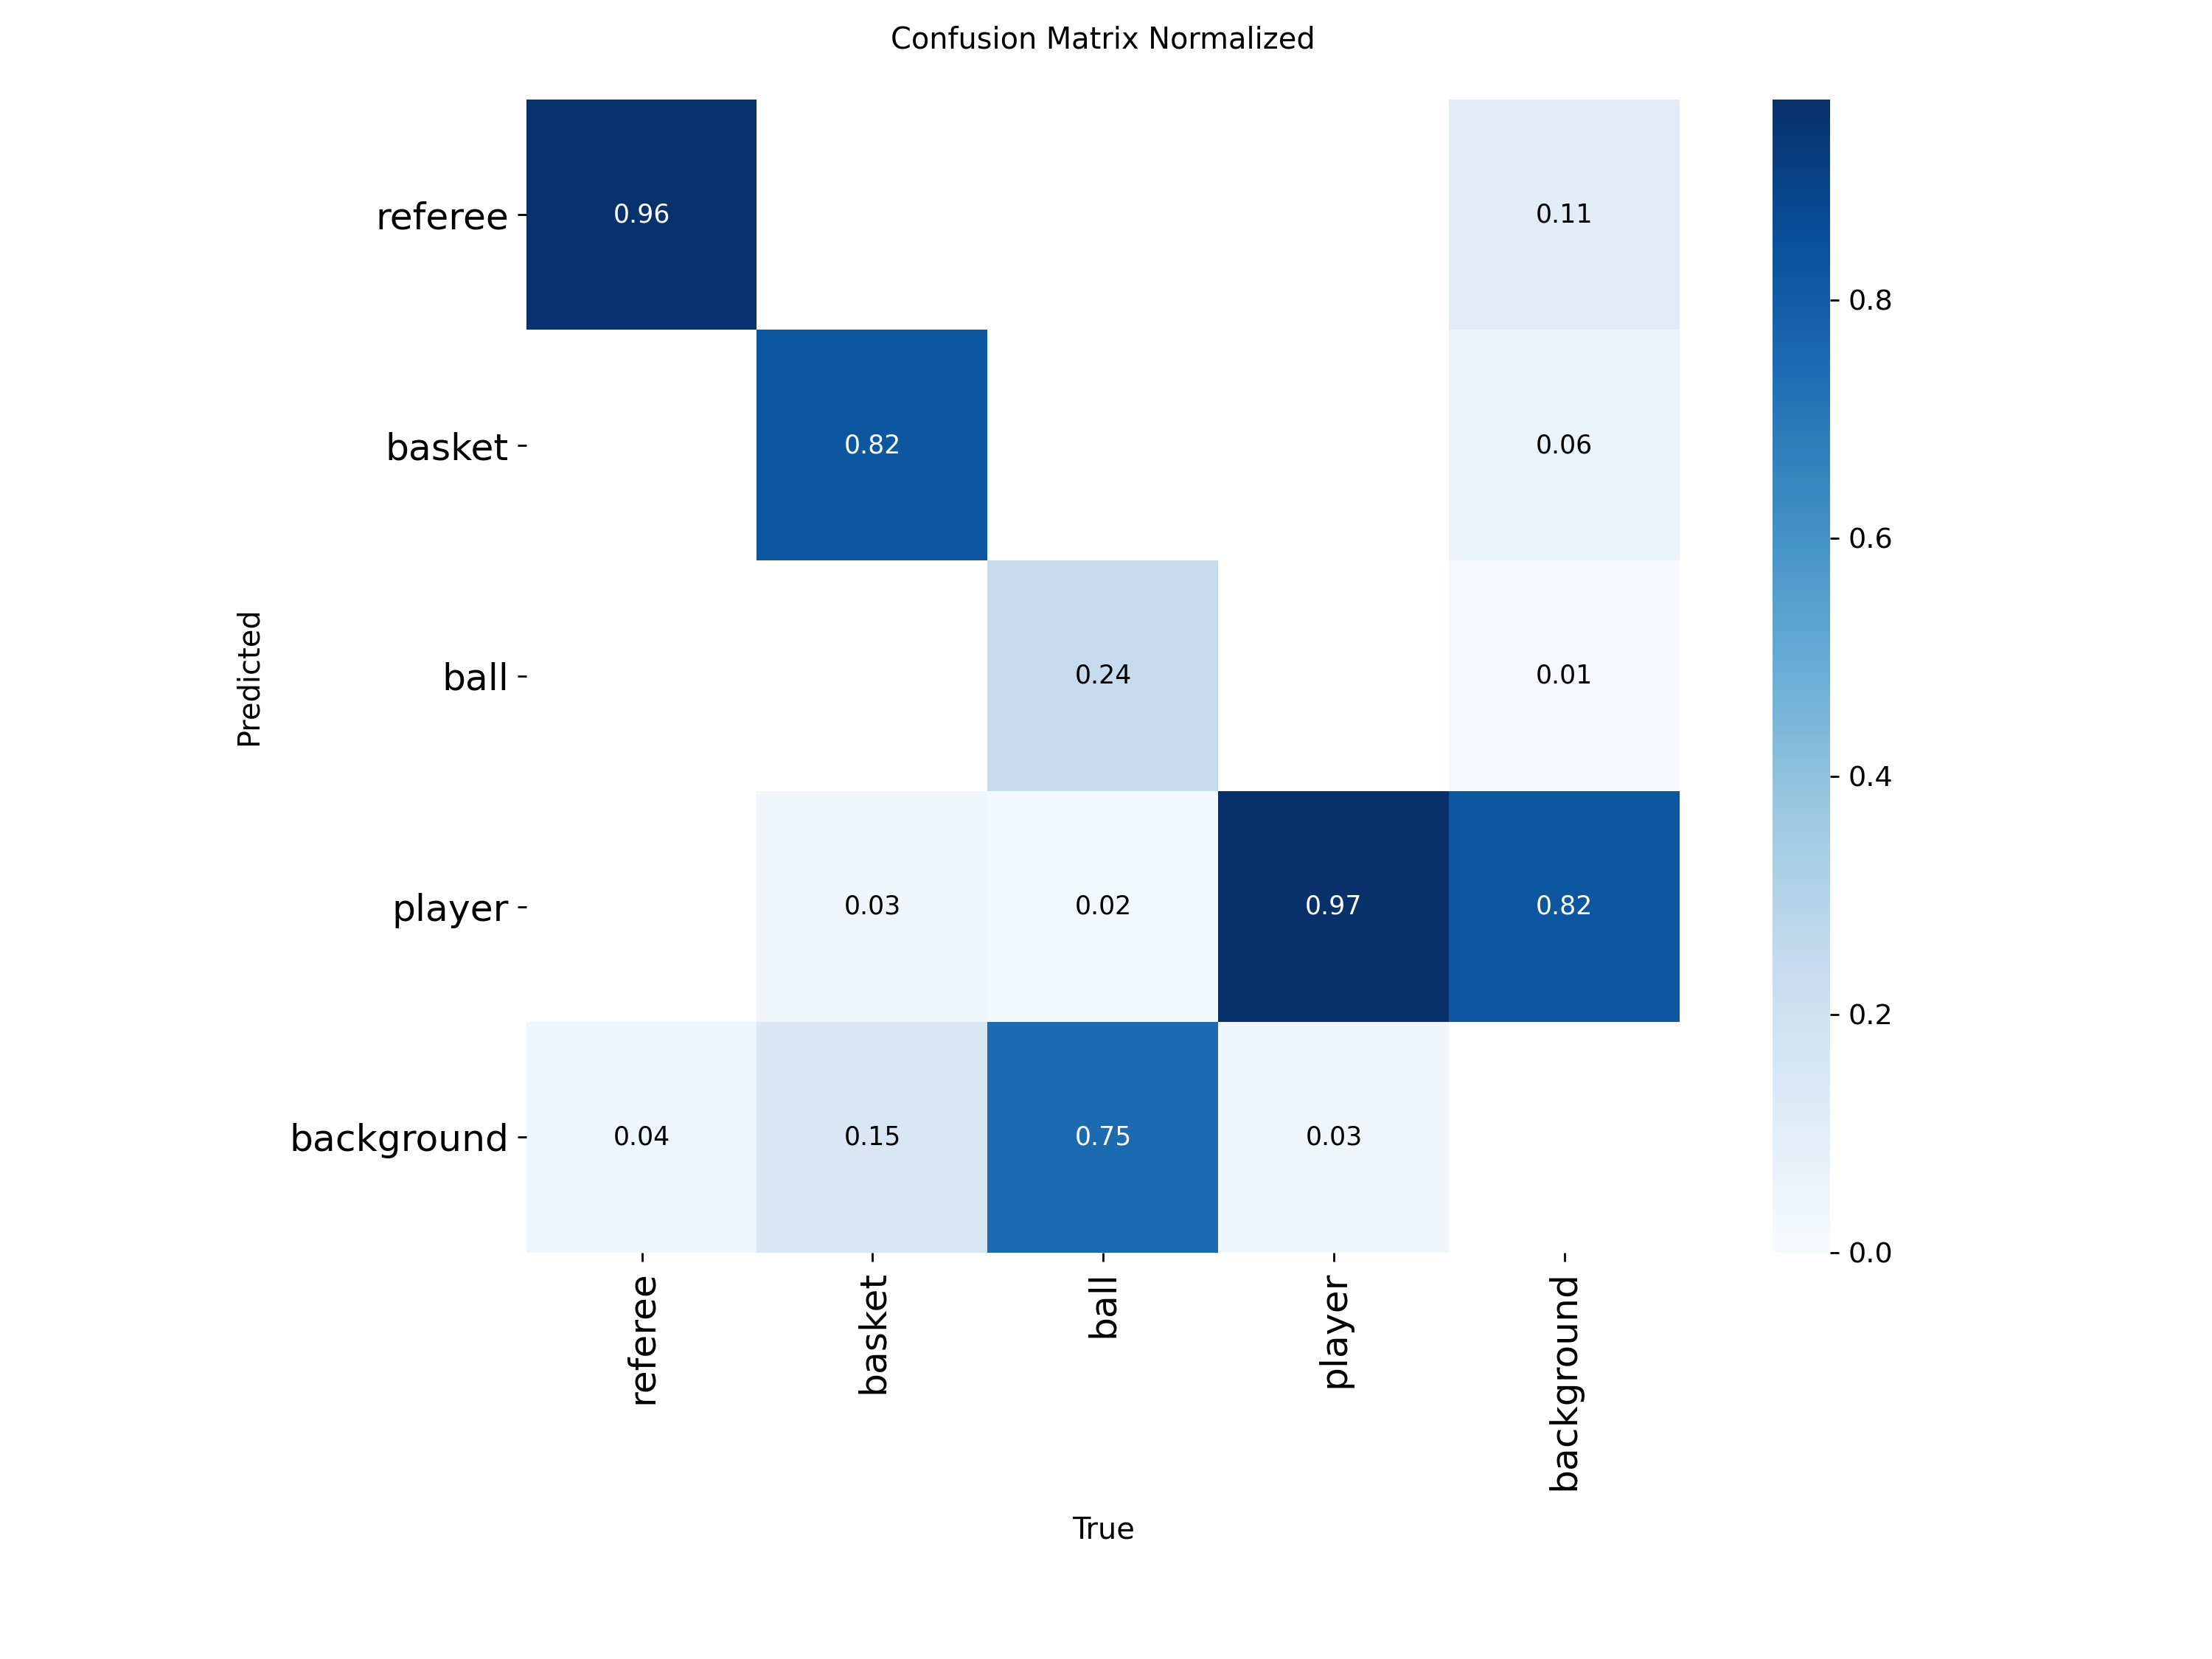 Confusion Matrix Normalized
Predicted
referee 0.96 0.11
basket 0.82 0.06
ball 0.24 0.01
player 0.03 0.02 0.97 0.82
background 0.04 0.15 0.75 0.03
referee basket ball player background
True
0.8
0.6
0.4
0.2
0.0